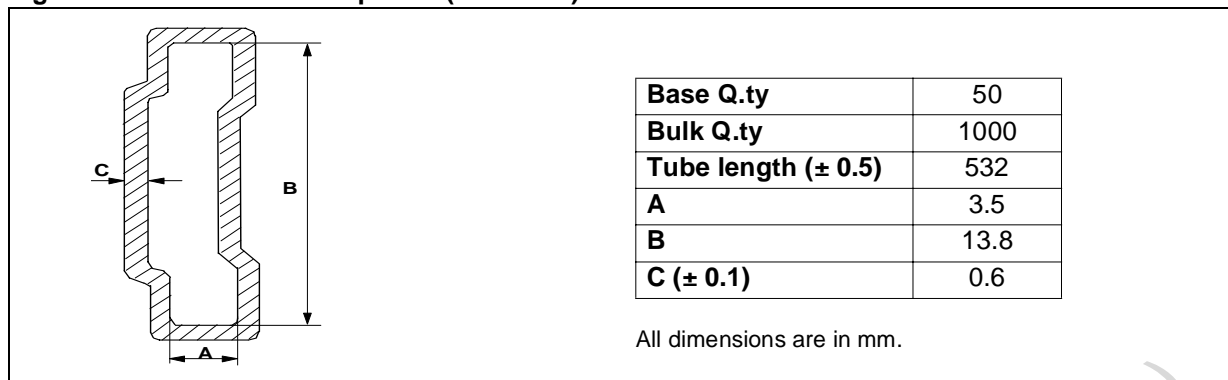 C
B
A
Base Q.ty 50
Bulk Q.ty 1000
Tube length (± 0.5) 532
A 3.5
B 13.8
C (± 0.1) 0.6
All dimensions are in mm.